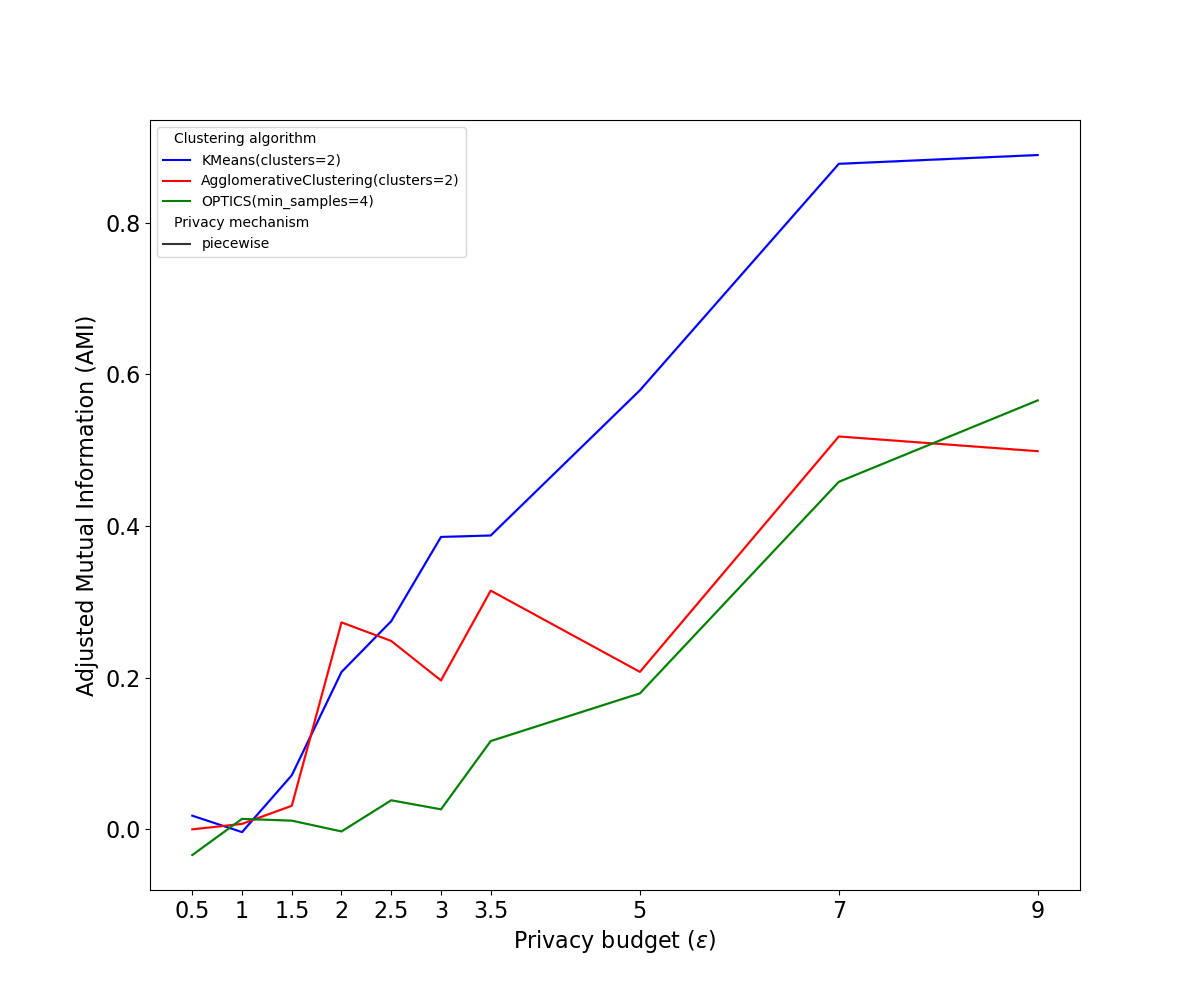 Clustering algorithm
KMeans(clusters=2)
AgglomerativeClustering(clusters=2)
OPTICS(min_samples=4)
Privacy mechanism
piecewise
Adjusted Mutual Information (AMI)
0.8
0.6
0.4
0.2
0.0
0.5 1 1.5 2 2.5 3 3.5 5 7 9
Privacy budget (ε)